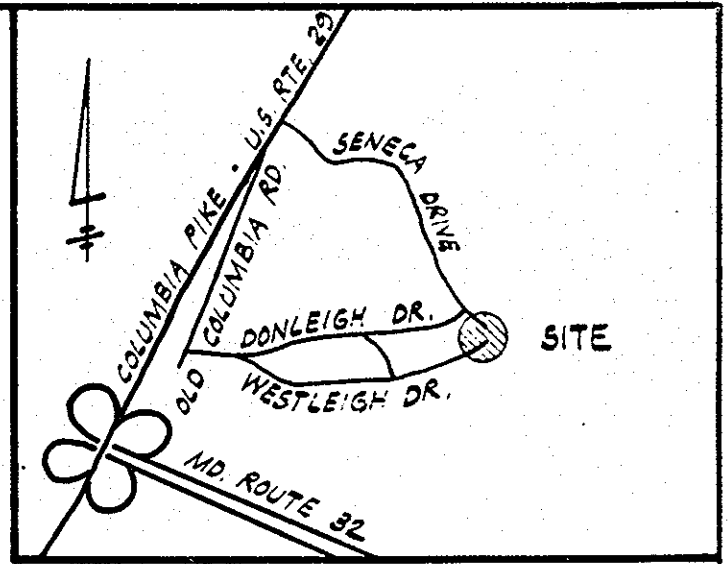 COLUMBIA PIKE - U.S. RTE. 29
SENECA
DRIVE
OLD COLUMBIA RD.
DONLEIGH DR.
SITE
WESTLEIGH DR.
MD. ROUTE 32